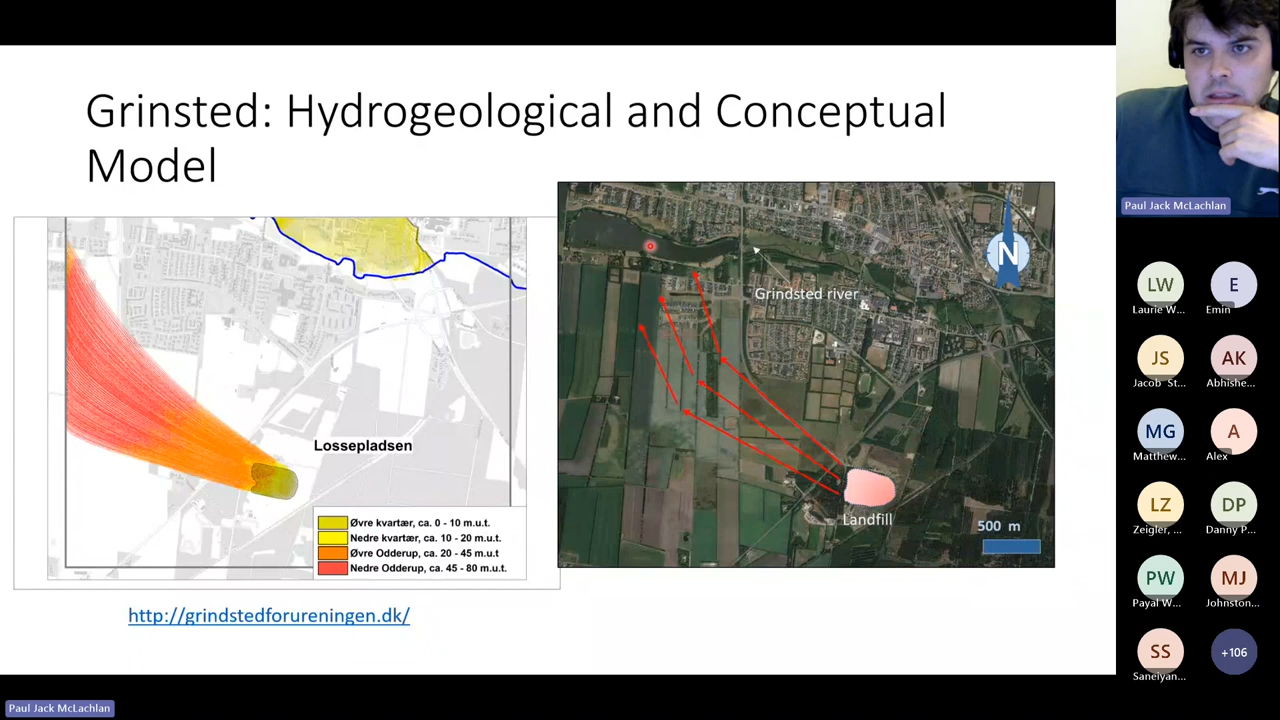 Grinsted: Hydrogeological and Conceptual
Model
Lossepladsen
Øvre kvartær, ca. 0 - 10 m.u.t.
Nedre kvartær, ca. 10 - 20 m.u.t.
Øvre Odderup, ca. 20 - 45 m.u.t
Nedre Odderup, ca. 45 - 80 m.u.t.
http://grindstedforureningen.dk/
N
Grindsted river
Landfill
500 m
Paul Jack McLachlan
LW
Laurie W...
E
Emin
JS
Jacob St...
AK
Abhishe...
MG
Matthew...
A
Alex
LZ
Zeigler, ...
DP
Danny P...
PW
Payal W...
MJ
Johnston...
SS
Saneiyan...
+106
Paul Jack McLachlan